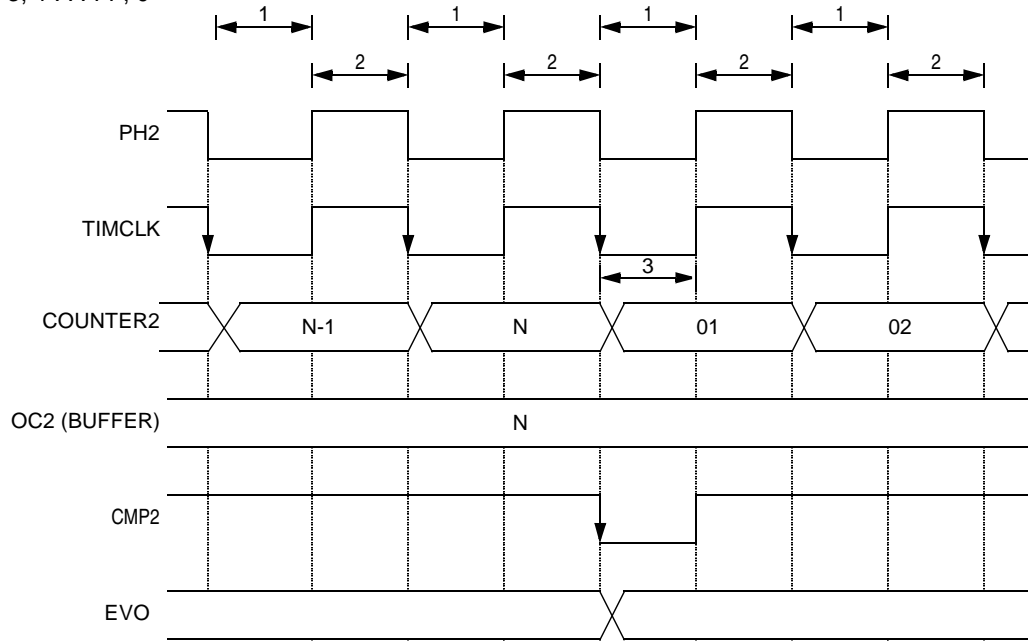 1 1 1 1
2 2 2 2
PH2
TIMCLK
3
COUNTER2 N-1 N 01 02
OC2 (BUFFER) N
CMP2
EVO